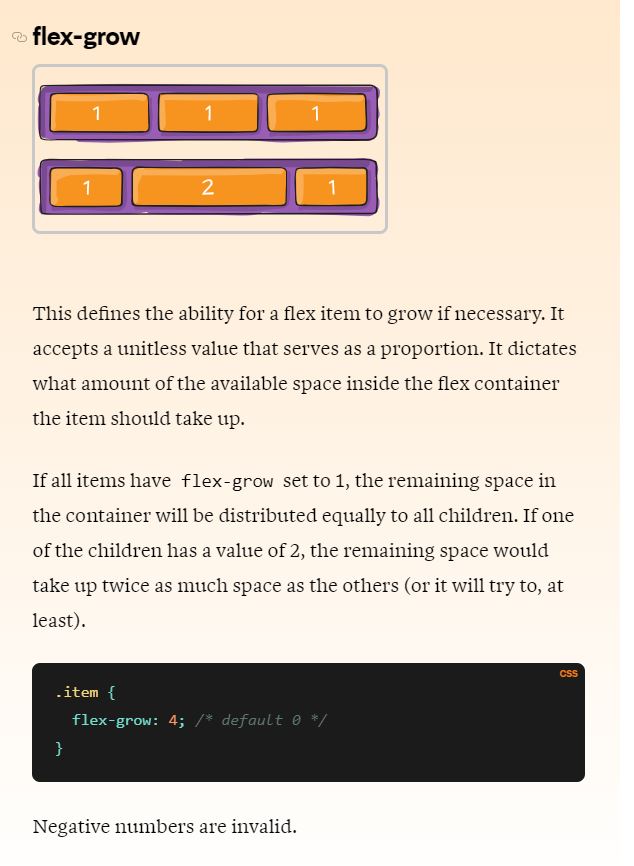 flex-grow
1 1 1
1 2 1
This defines the ability for a flex item to grow if necessary. It
accepts a unitless value that serves as a proportion. It dictates
what amount of the available space inside the flex container
the item should take up.
If all items have flex-grow set to 1, the remaining space in
the container will be distributed equally to all children. If one
of the children has a value of 2, the remaining space would
take up twice as much space as the others (or it will try to, at
least).
CSS
.item {
  flex-grow: 4; /* default 0 */
}
Negative numbers are invalid.